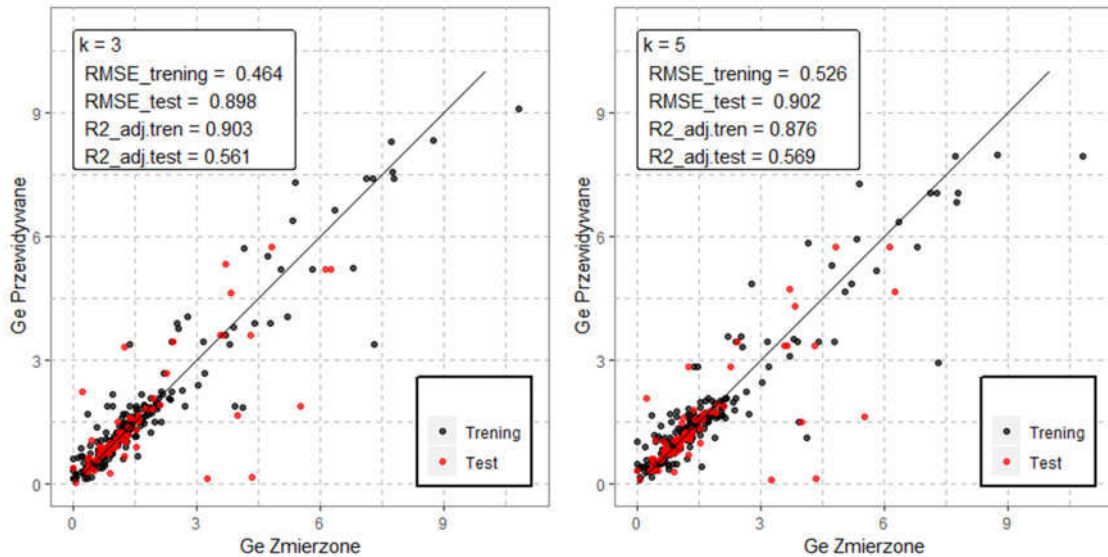 k = 3
RMSE_trening = 0.464
RMSE_test = 0.898
R2_adj.tren = 0.903
R2_adj.test = 0.561
Ge Przewidywane
9
6
3
0
Trening
Test
0
3
6
9
Ge Zmierzone
k = 5
RMSE_trening = 0.526
RMSE_test = 0.902
R2_adj.tren = 0.876
R2_adj.test = 0.569
Ge Przewidywane
9
6
3
0
Trening
Test
0
3
6
9
Ge Zmierzone